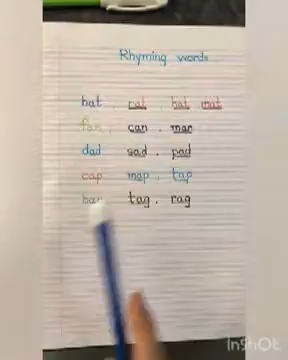 Rhyming words
hat . cat . bat mat
fan . can . man
dad sad . pad
cap map . tap
tag . rag
InShOt